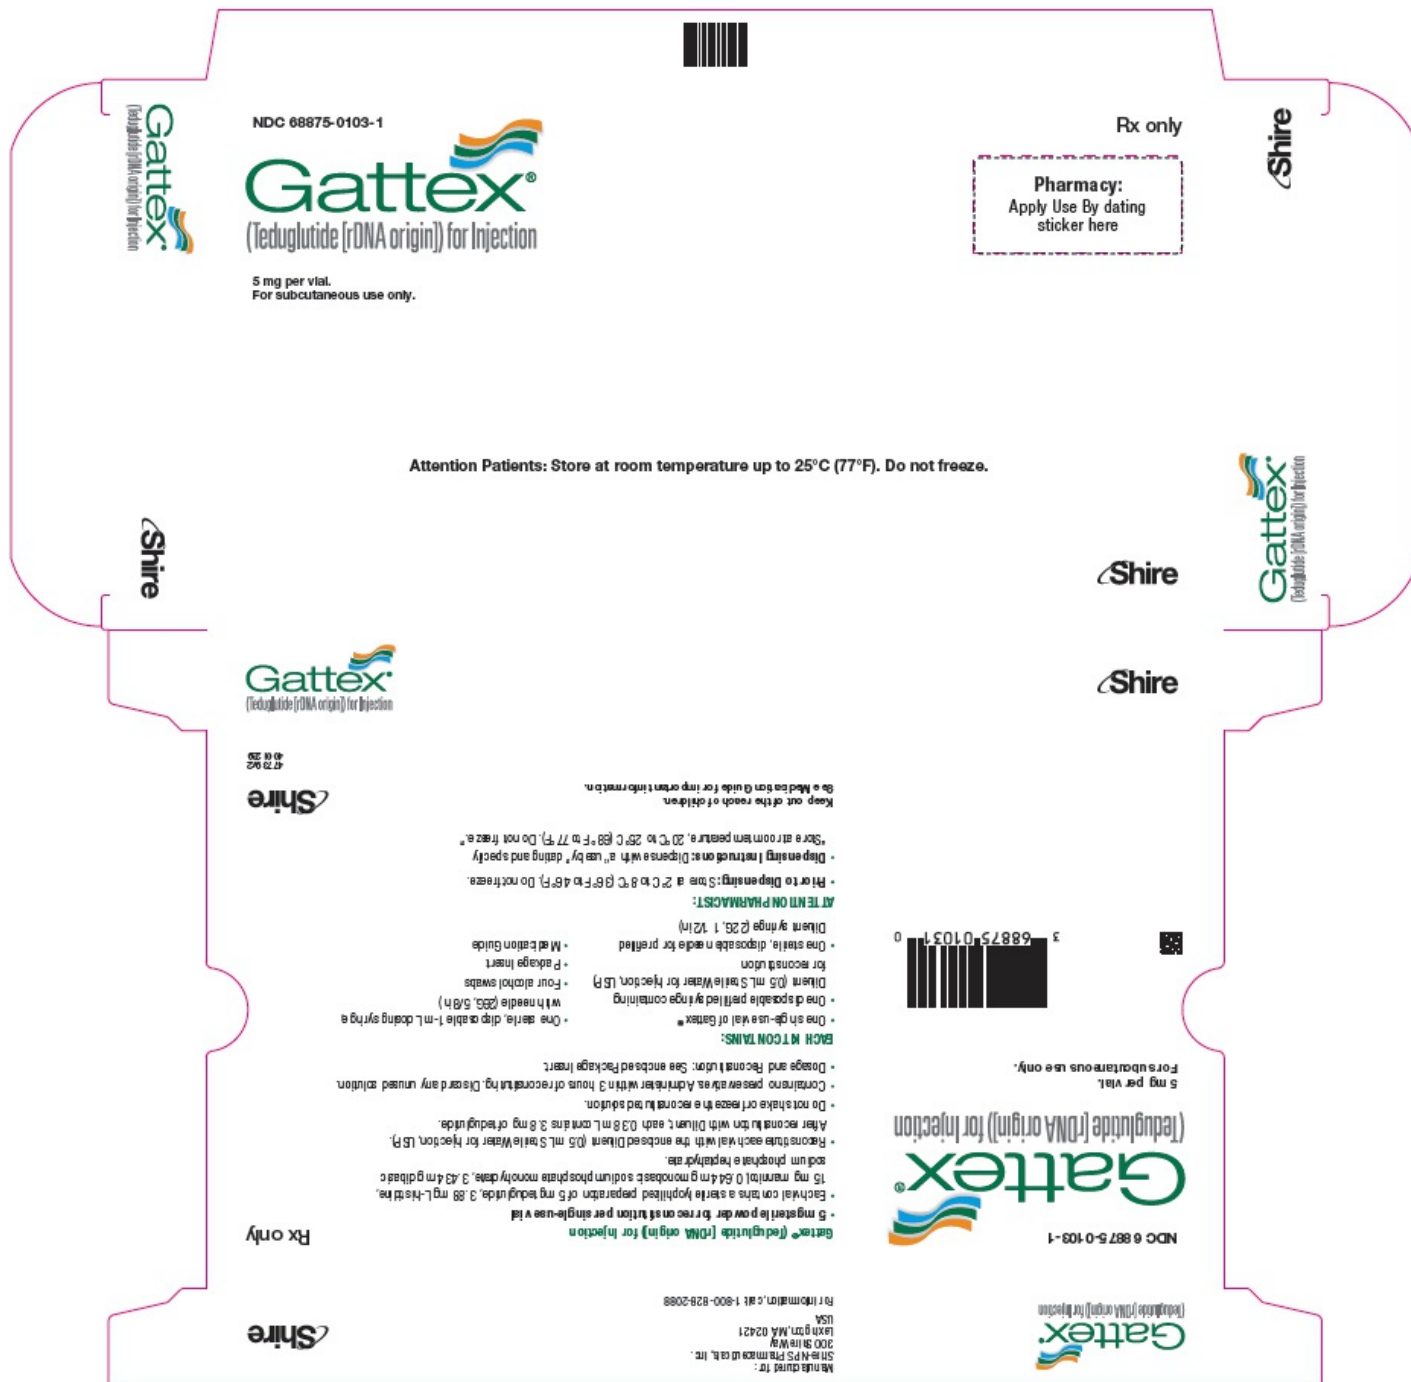 NDC 68875-0103-1
Gattex®
(Teduglutide [rDNA origin]) for Injection
5 mg per vial.
For subcutaneous use only.
Rx only
Pharmacy:
Apply Use By dating
sticker here
Attention Patients: Store at room temperature up to 25°C (77°F). Do not freeze.
Shire
Gattex®
(Teduglutide [rDNA origin]) for Injection
Shire
Shire
Gattex®
(Teduglutide [rDNA origin]) for Injection
Gattex®
(Teduglutide [rDNA origin]) for Injection
Shire
Gattex®
(Teduglutide [rDNA origin]) for Injection
Manufactured for:
Shire-NPS Pharmaceuticals, Inc.
300 Shire Way
Lexington, MA 02421
USA
For information, call 1-800-828-2088
Shire
NDC 68875-0103-1
Gattex®
(Teduglutide [rDNA origin]) for Injection
5 mg per vial.
For subcutaneous use only.
3 68875-01031 0
Gattex® (Teduglutide [rDNA origin]) for Injection
• 5 mg sterile powder for reconstitution per single-use vial
• Each vial contains a sterile lyophilized preparation of 5 mg teduglutide, 3.88 mg L-histidine,
15 mg mannitol, 0.644 mg monobasic sodium phosphate monohydrate, 3.434 mg dibasic
sodium phosphate heptahydrate.
• Reconstitute each vial with the enclosed Diluent (0.5 mL Sterile Water for Injection, USP).
After reconstitution with Diluent, each 0.38 mL contains 3.8 mg of teduglutide.
• Do not shake or freeze the reconstituted solution.
• Contains no preservatives. Administer within 3 hours of reconstituting. Discard any unused solution.
• Dosage and Reconstitution: See enclosed Package Insert.
EACH KIT CONTAINS:
• One single-use vial of Gattex®
• One disposable prefilled syringe containing
Diluent (0.5 mL Sterile Water for Injection, USP)
for reconstitution
• One sterile, disposable needle for prefilled
Diluent syringe (22G, 1 1/2 in)
• One sterile, disposable 1-mL dosing syringe
with needle (26G, 5/8 in)
• Four alcohol swabs
• Package Insert
• Medication Guide
ATTENTION PHARMACIST:
• Prior to Dispensing: Store at 2°C to 8°C (36°F to 46°F). Do not freeze.
• Dispensing Instructions: Dispense with a "use by" dating and specify
"Store at room temperature, 20°C to 25°C (68°F to 77°F). Do not freeze."
Keep out of the reach of children.
See Medication Guide for important information.
Rx only
Shire